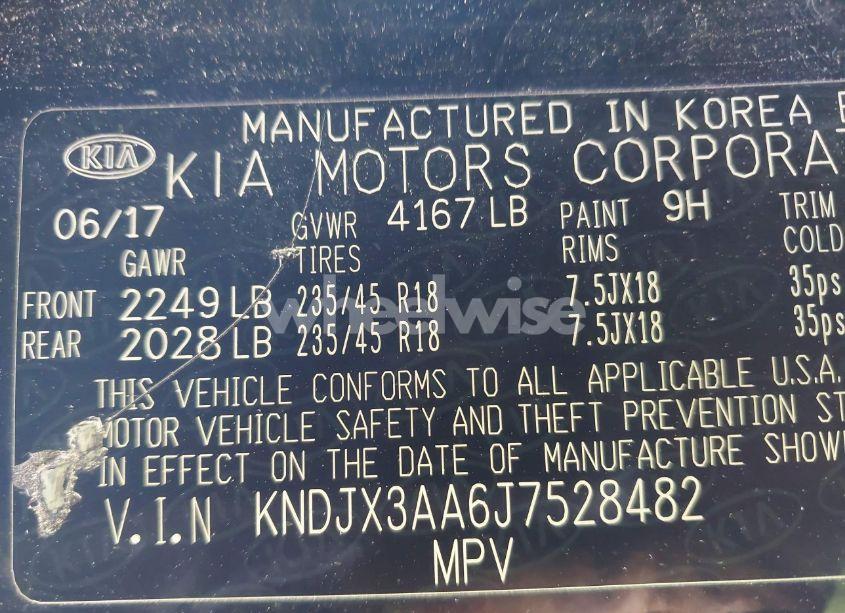 MANUFACTURED IN KOREA
KIA KIA MOTORS CORPORA
06/17 GVWR 4167 LB PAINT 9H TRIM
GAWR TIRES RIMS COLD
FRONT 2249 LB 235/45 R18 7.5JX18 35ps
REAR 2028 LB 235/45 R18 7.5JX18 35ps
wheelwise
THIS VEHICLE CONFORMS TO ALL APPLICABLE U.S.A.
MOTOR VEHICLE SAFETY AND THEFT PREVENTION ST
IN EFFECT ON THE DATE OF MANUFACTURE SHOW
V.I.N KNDJX3AA6J7528482
MPV